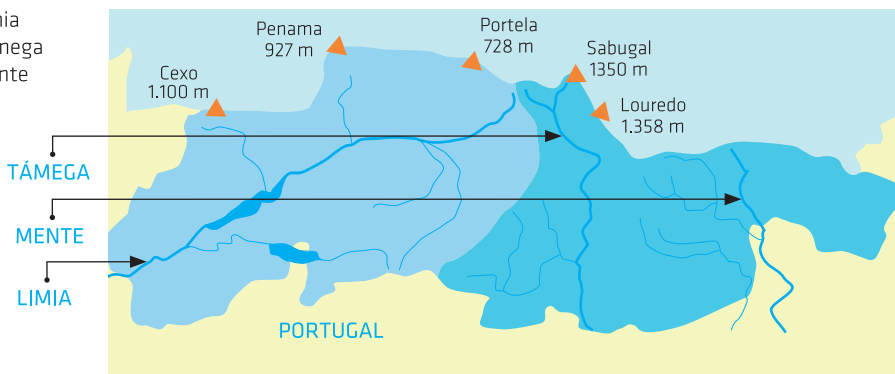 Penama
927 m
Portela
728 m
Sabugal
1350 m
Cexo
1.100 m
Louredo
1.358 m
TÁMEGA
MENTE
LIMIA
PORTUGAL